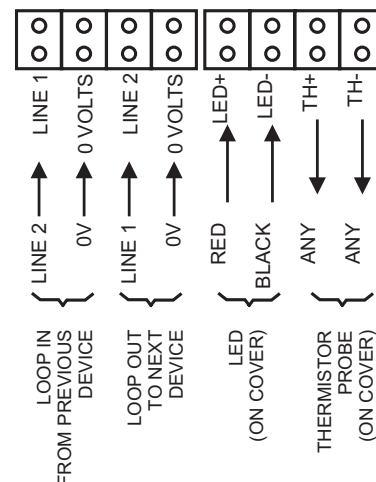 LINE 1
0 VOLTS
LINE 2
0 VOLTS
LED+
LED-
TH+
TH-
LINE 2
0V
LINE 1
0V
RED
BLACK
ANY
ANY
LOOP IN
FROM PREVIOUS
DEVICE
LOOP OUT
TO NEXT
DEVICE
LED
(ON COVER)
THERMISTOR
PROBE
(ON COVER)